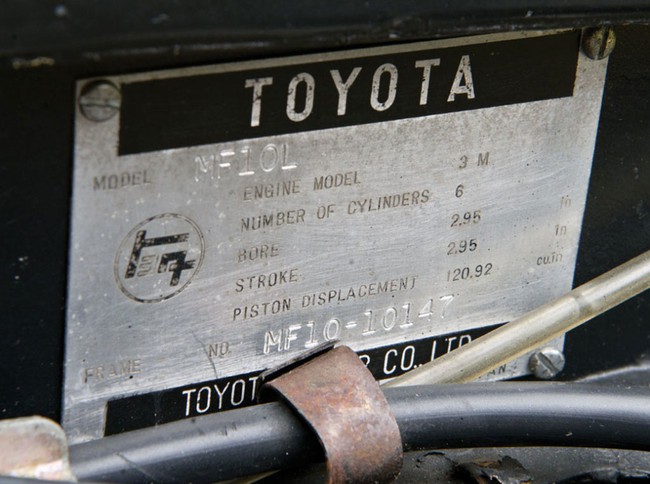 TOYOTA
MODEL MF10L
ENGINE MODEL 3 M
NUMBER OF CYLINDERS 6
BORE 2.95 in
STROKE 2.95 in
PISTON DISPLACEMENT 120.92 cu.in
FRAME NO. MF10-10147
CO., LTD